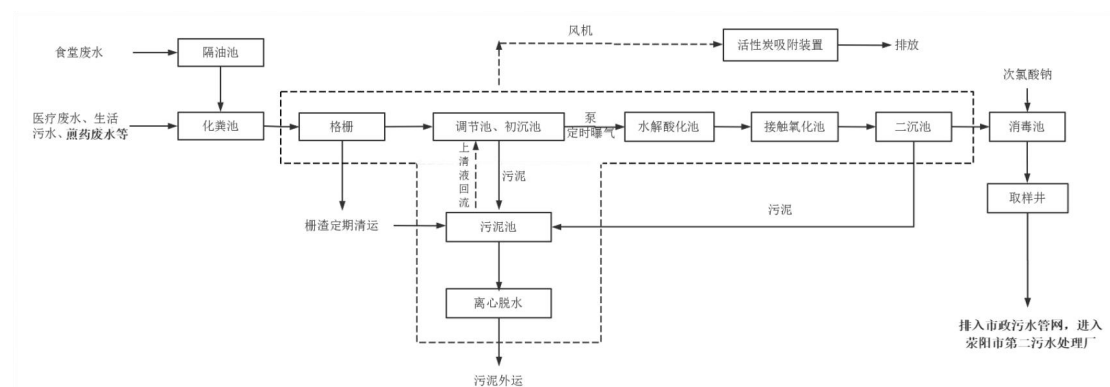 风机
食堂废水
隔油池
活性炭吸附装置
排放
次氯酸钠
医疗废水、生活
污水、煎药废水等
化粪池
格栅
调节池、初沉池
泵
定时曝气
水解酸化池
接触氧化池
二沉池
消毒池
上清液回流
污泥
取样井
栅渣定期清运
污泥池
污泥
离心脱水
排入市政污水管网，进入
荥阳市第二污水处理厂
污泥外运